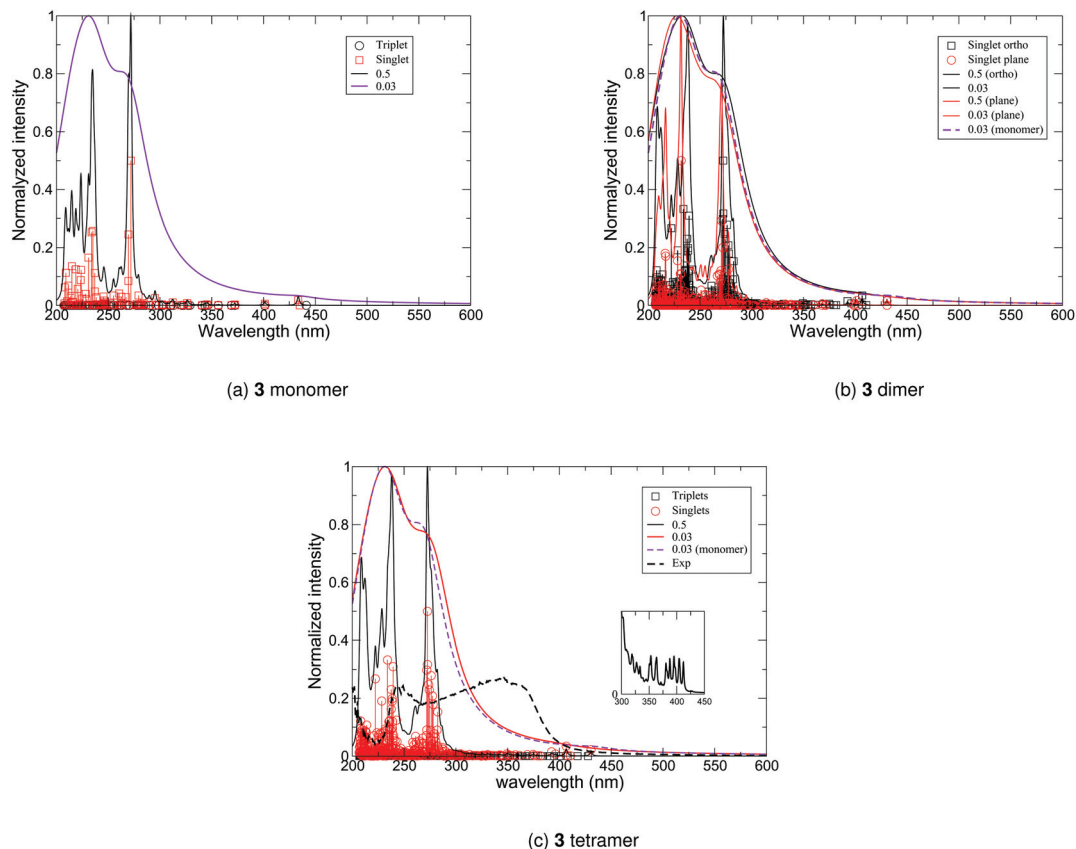 Normalyzed intensity
1
0.8
0.6
0.4
0.2
0
200 250 300 350 400 450 500 550 600
Wavelength (nm)
Triplet
Singlet
0.5
0.03
(a) 3 monomer
Normalyzed intensity
1
0.8
0.6
0.4
0.2
0
200 250 300 350 400 450 500 550 600
Wavelength (nm)
Singlet ortho
Singlet plane
0.5 (ortho)
0.03
0.5 (plane)
0.03 (plane)
0.03 (monomer)
(b) 3 dimer
Normalized intensity
1
0.8
0.6
0.4
0.2
0
200 250 300 350 400 450 500 550 600
wavelength (nm)
Triplets
Singlets
0.5
0.03
0.03 (monomer)
Exp
0
300 350 400 450
(c) 3 tetramer